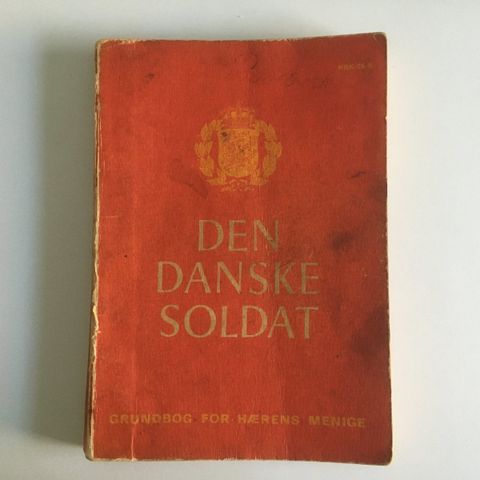 DEN
DANSKE
SOLDAT
GRUNDBOG FOR HÆRENS MENIGE